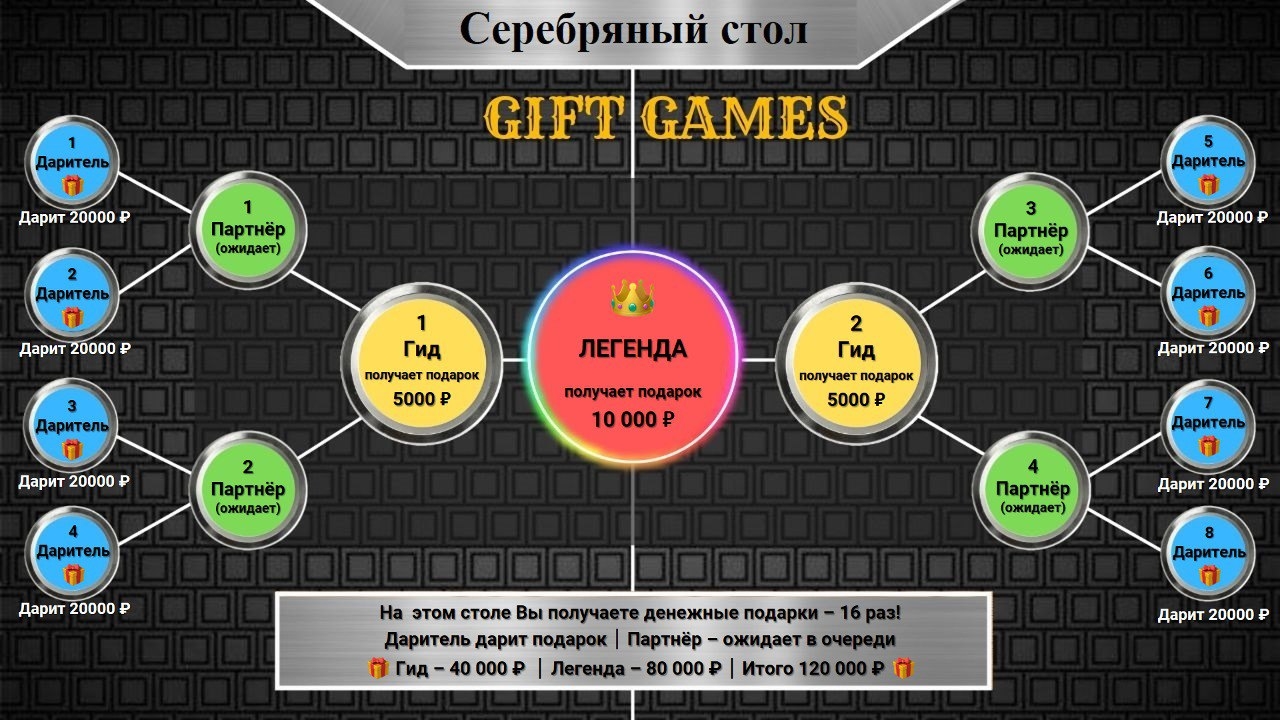 Серебряный стол
GIFT GAMES
1
Даритель
Дарит 20000 ₽
2
Даритель
Дарит 20000 ₽
3
Даритель
Дарит 20000 ₽
4
Даритель
Дарит 20000 ₽
1
Партнёр
(ожидает)
2
Партнёр
(ожидает)
1
Гид
получает подарок
5000 ₽
ЛЕГЕНДА
получает подарок
10 000 ₽
2
Гид
получает подарок
5000 ₽
3
Партнёр
(ожидает)
4
Партнёр
(ожидает)
5
Даритель
Дарит 20000 ₽
6
Даритель
Дарит 20000 ₽
7
Даритель
Дарит 20000 ₽
8
Даритель
Дарит 20000 ₽
На этом столе Вы получаете денежные подарки – 16 раз!
Даритель дарит подарок | Партнёр – ожидает в очереди
Гид – 40 000 ₽ | Легенда – 80 000 ₽ | Итого 120 000 ₽